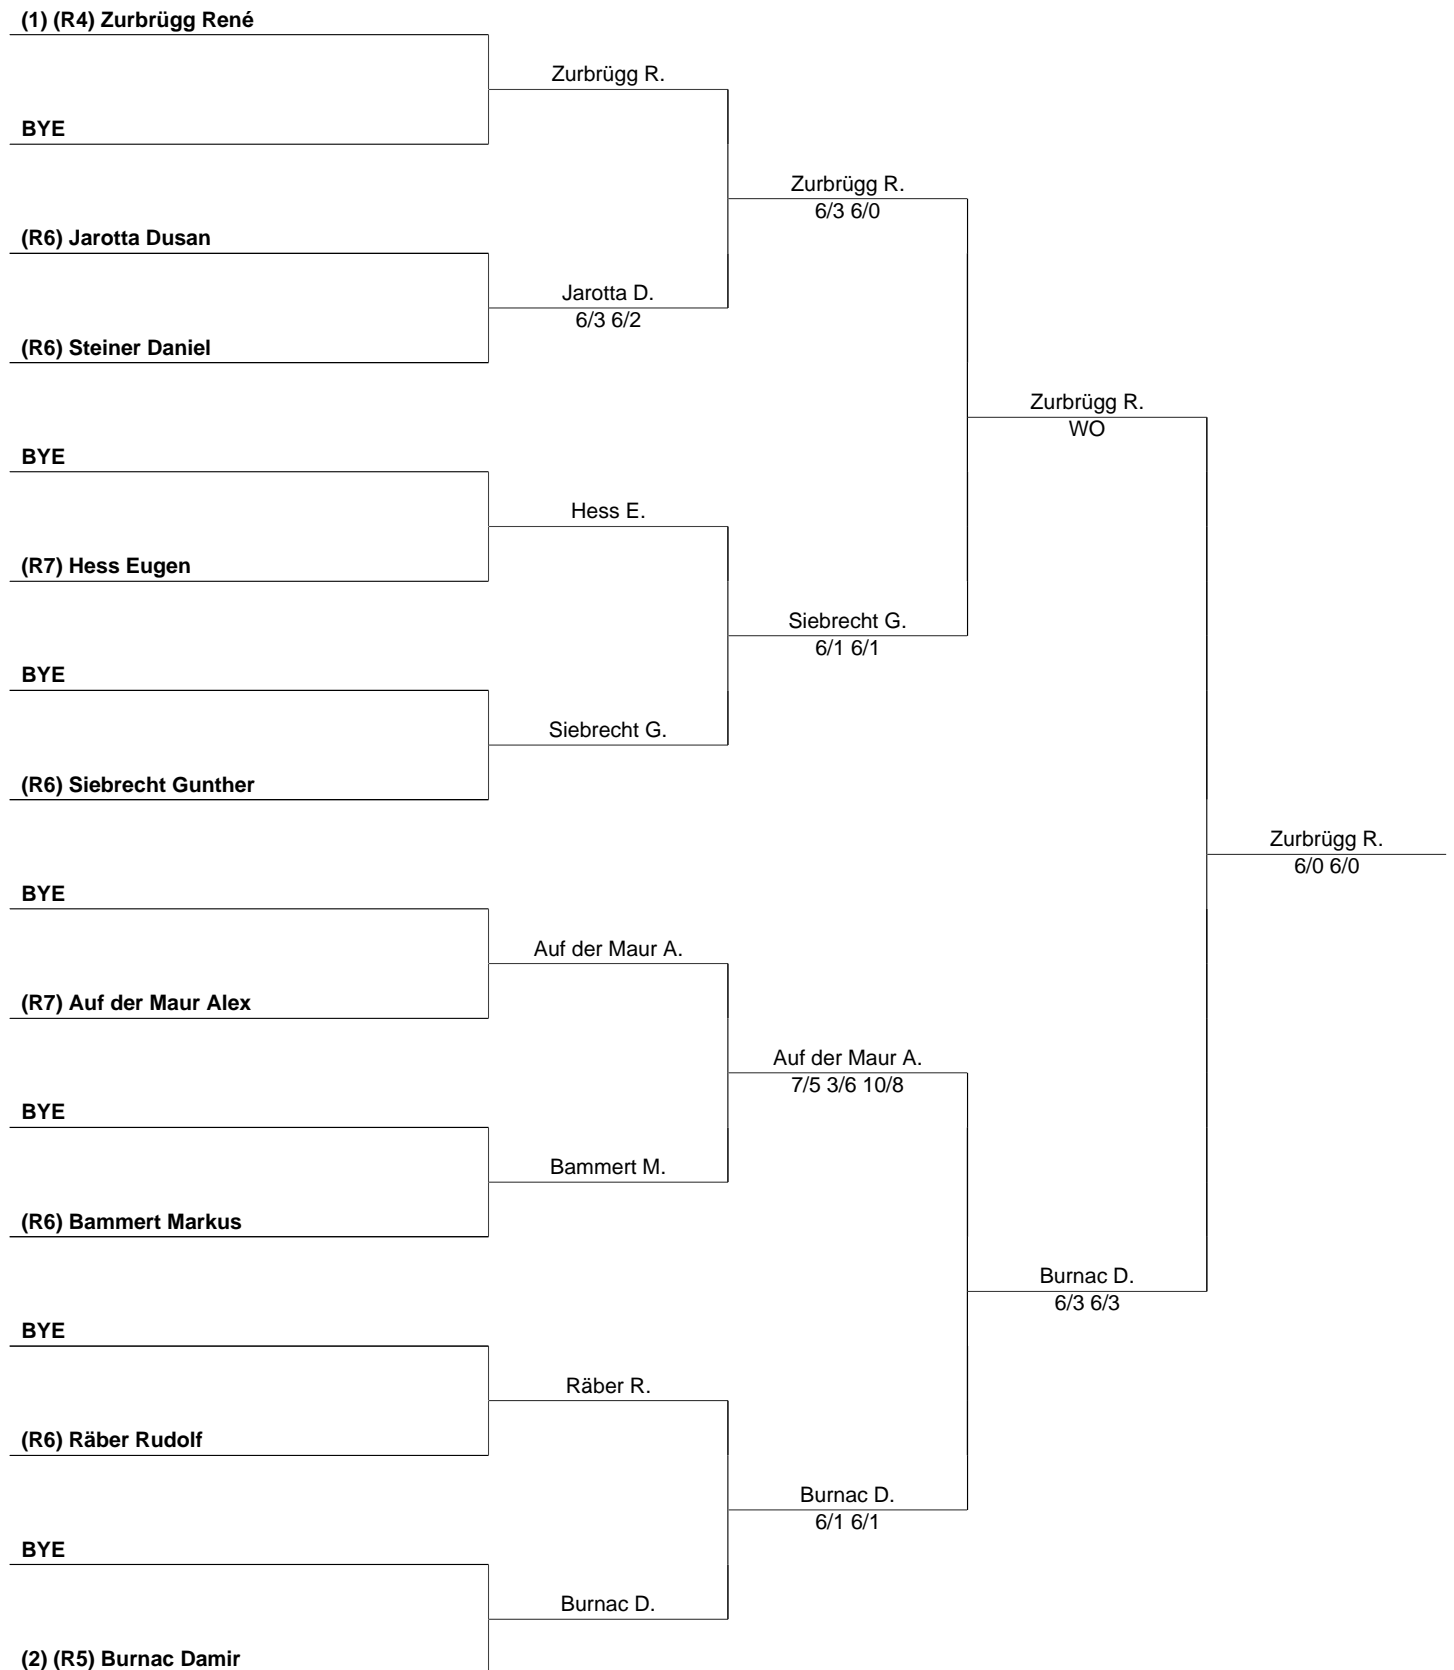 (1) (R4) Zurbrügg René
Zurbrügg R.
BYE
Zurbrügg R.
6/3 6/0
(R6) Jarotta Dusan
Jarotta D.
6/3 6/2
(R6) Steiner Daniel
Zurbrügg R.
WO
BYE
Hess E.
(R7) Hess Eugen
Siebrecht G.
6/1 6/1
BYE
Siebrecht G.
(R6) Siebrecht Gunther
Zurbrügg R.
6/0 6/0
BYE
Auf der Maur A.
(R7) Auf der Maur Alex
Auf der Maur A.
7/5 3/6 10/8
BYE
Bammert M.
(R6) Bammert Markus
Burnac D.
6/3 6/3
BYE
Räber R.
(R6) Räber Rudolf
Burnac D.
6/1 6/1
BYE
Burnac D.
(2) (R5) Burnac Damir